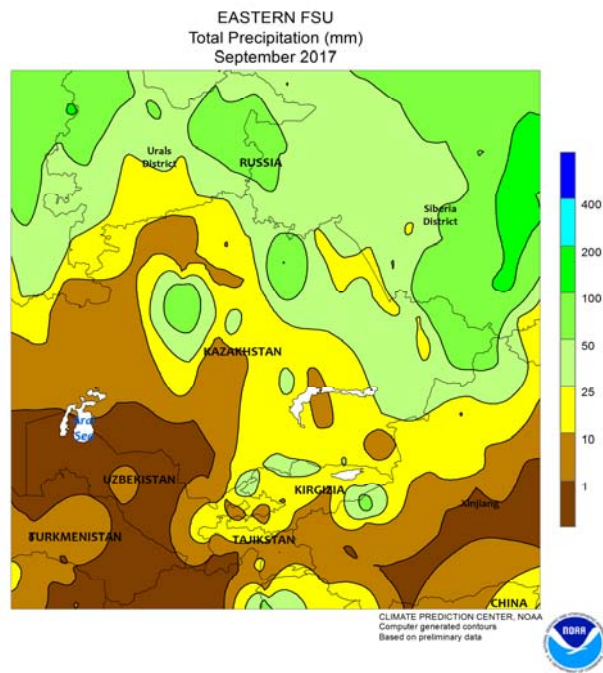 EASTERN FSU
Total Precipitation (mm)
September 2017
Urals
District
RUSSIA
Siberia
District
400
200
100
50
25
10
1
KAZAKHSTAN
Aral
Sea
UZBEKISTAN
KIRGIZIA
Xinjiang
TURKMENISTAN
TAJIKSTAN
CHINA
CLIMATE PREDICTION CENTER, NOAA
Computer generated contours
Based on preliminary data
NOAA